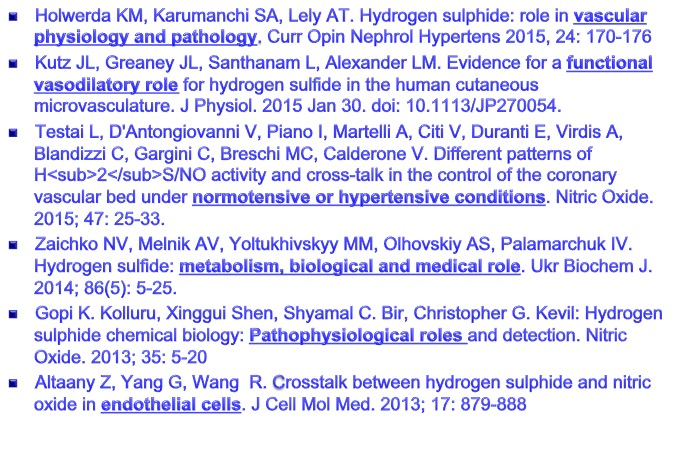 Holwerda KM, Karumanchi SA, Lely AT. Hydrogen sulphide: role in vascular
physiology and pathology. Curr Opin Nephrol Hypertens 2015, 24: 170-176
Kutz JL, Greaney JL, Santhanam L, Alexander LM. Evidence for a functional
vasodilatory role for hydrogen sulfide in the human cutaneous
microvasculature. J Physiol. 2015 Jan 30. doi: 10.1113/JP270054.
Testai L, D'Antongiovanni V, Piano I, Martelli A, Citi V, Duranti E, Virdis A,
Blandizzi C, Gargini C, Breschi MC, Calderone V. Different patterns of
H<sub>2</sub>S/NO activity and cross-talk in the control of the coronary
vascular bed under normotensive or hypertensive conditions. Nitric Oxide.
2015; 47: 25-33.
Zaichko NV, Melnik AV, Yoltukhivskyy MM, Olhovskiy AS, Palamarchuk IV.
Hydrogen sulfide: metabolism, biological and medical role. Ukr Biochem J.
2014; 86(5): 5-25.
Gopi K. Kolluru, Xinggui Shen, Shyamal C. Bir, Christopher G. Kevil: Hydrogen
sulphide chemical biology: Pathophysiological roles and detection. Nitric
Oxide. 2013; 35: 5-20
Altaany Z, Yang G, Wang R. Crosstalk between hydrogen sulphide and nitric
oxide in endothelial cells. J Cell Mol Med. 2013; 17: 879-888